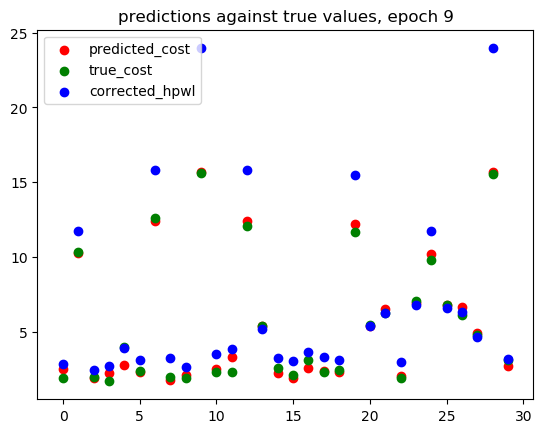 predictions against true values, epoch 9
25
predicted_cost
true_cost
corrected_hpwl
20
15
10
5
0 5 10 15 20 25 30